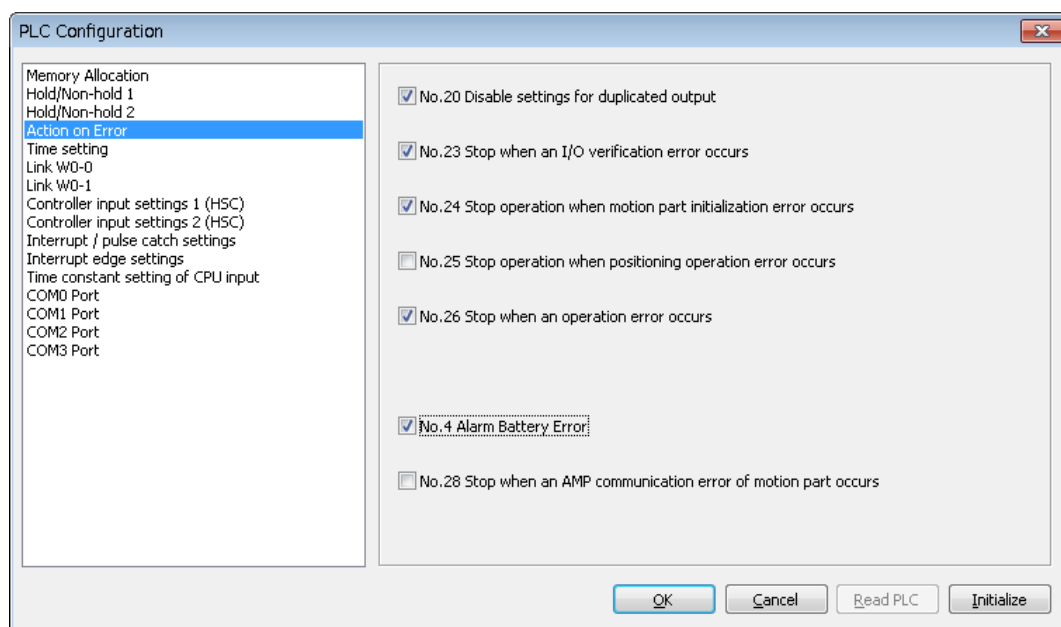 PLC Configuration
Memory Allocation
Hold/Non-hold 1
Hold/Non-hold 2
Action on Error
Time setting
Link W0-0
Link W0-1
Controller input settings 1 (HSC)
Controller input settings 2 (HSC)
Interrupt / pulse catch settings
Interrupt edge settings
Time constant setting of CPU input
COM0 Port
COM1 Port
COM2 Port
COM3 Port
No.20 Disable settings for duplicated output
No.23 Stop when an I/O verification error occurs
No.24 Stop operation when motion part initialization error occurs
No.25 Stop operation when positioning operation error occurs
No.26 Stop when an operation error occurs
No.4 Alarm Battery Error
No.28 Stop when an AMP communication error of motion part occurs
OK
Cancel
Read PLC
Initialize